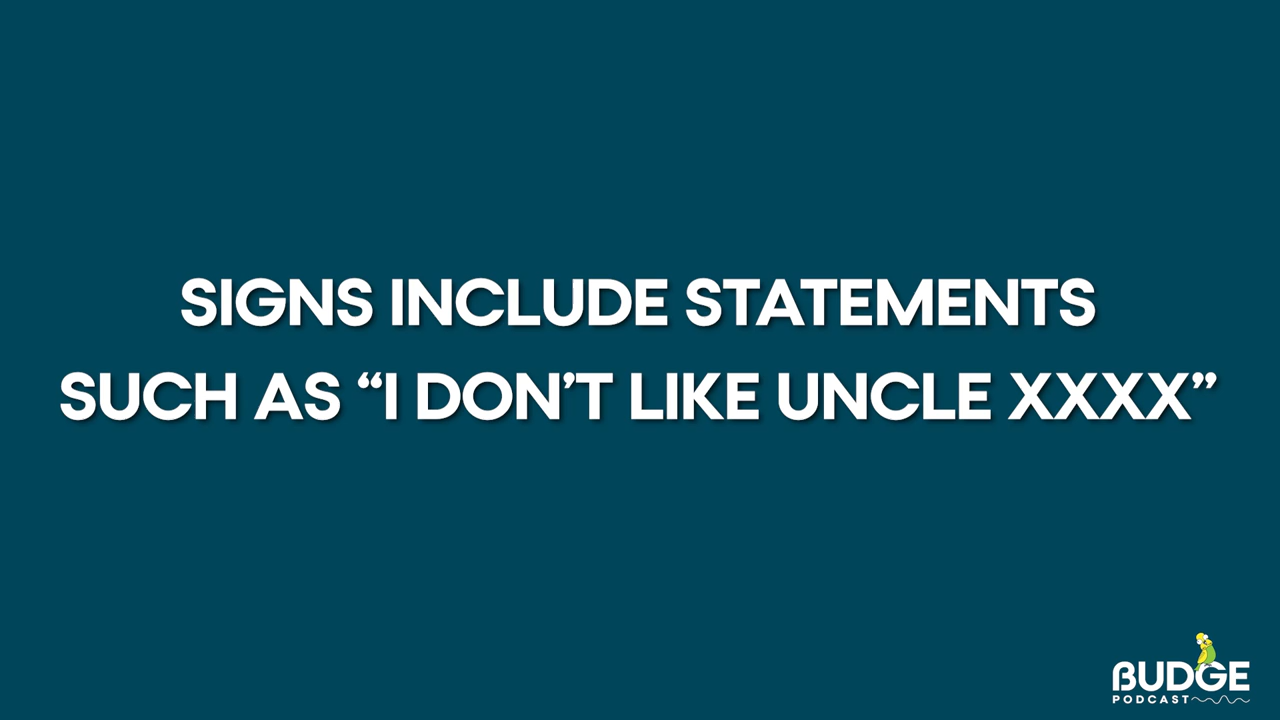 SIGNS INCLUDE STATEMENTS
SUCH AS “I DON’T LIKE UNCLE XXXX”
BUDGE
PODCAST